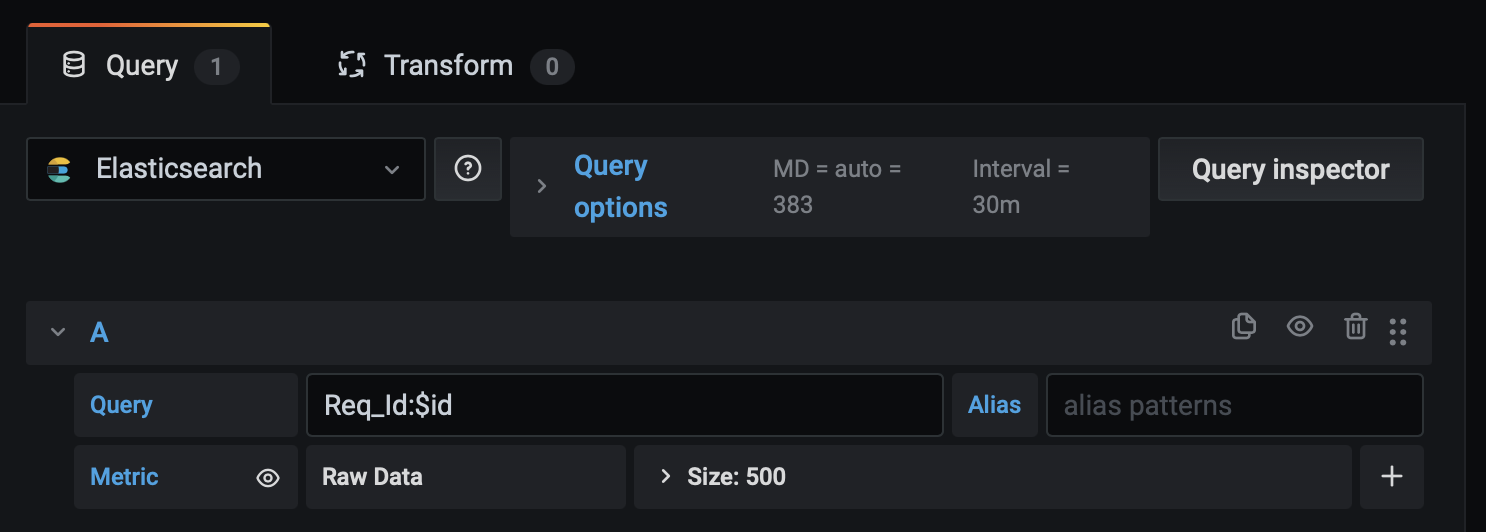 Query 1 Transform 0
Elasticsearch Query options MD = auto = 383 Interval = 30m Query inspector
A
Query Req_Id:$id Alias alias patterns
Metric Raw Data Size: 500